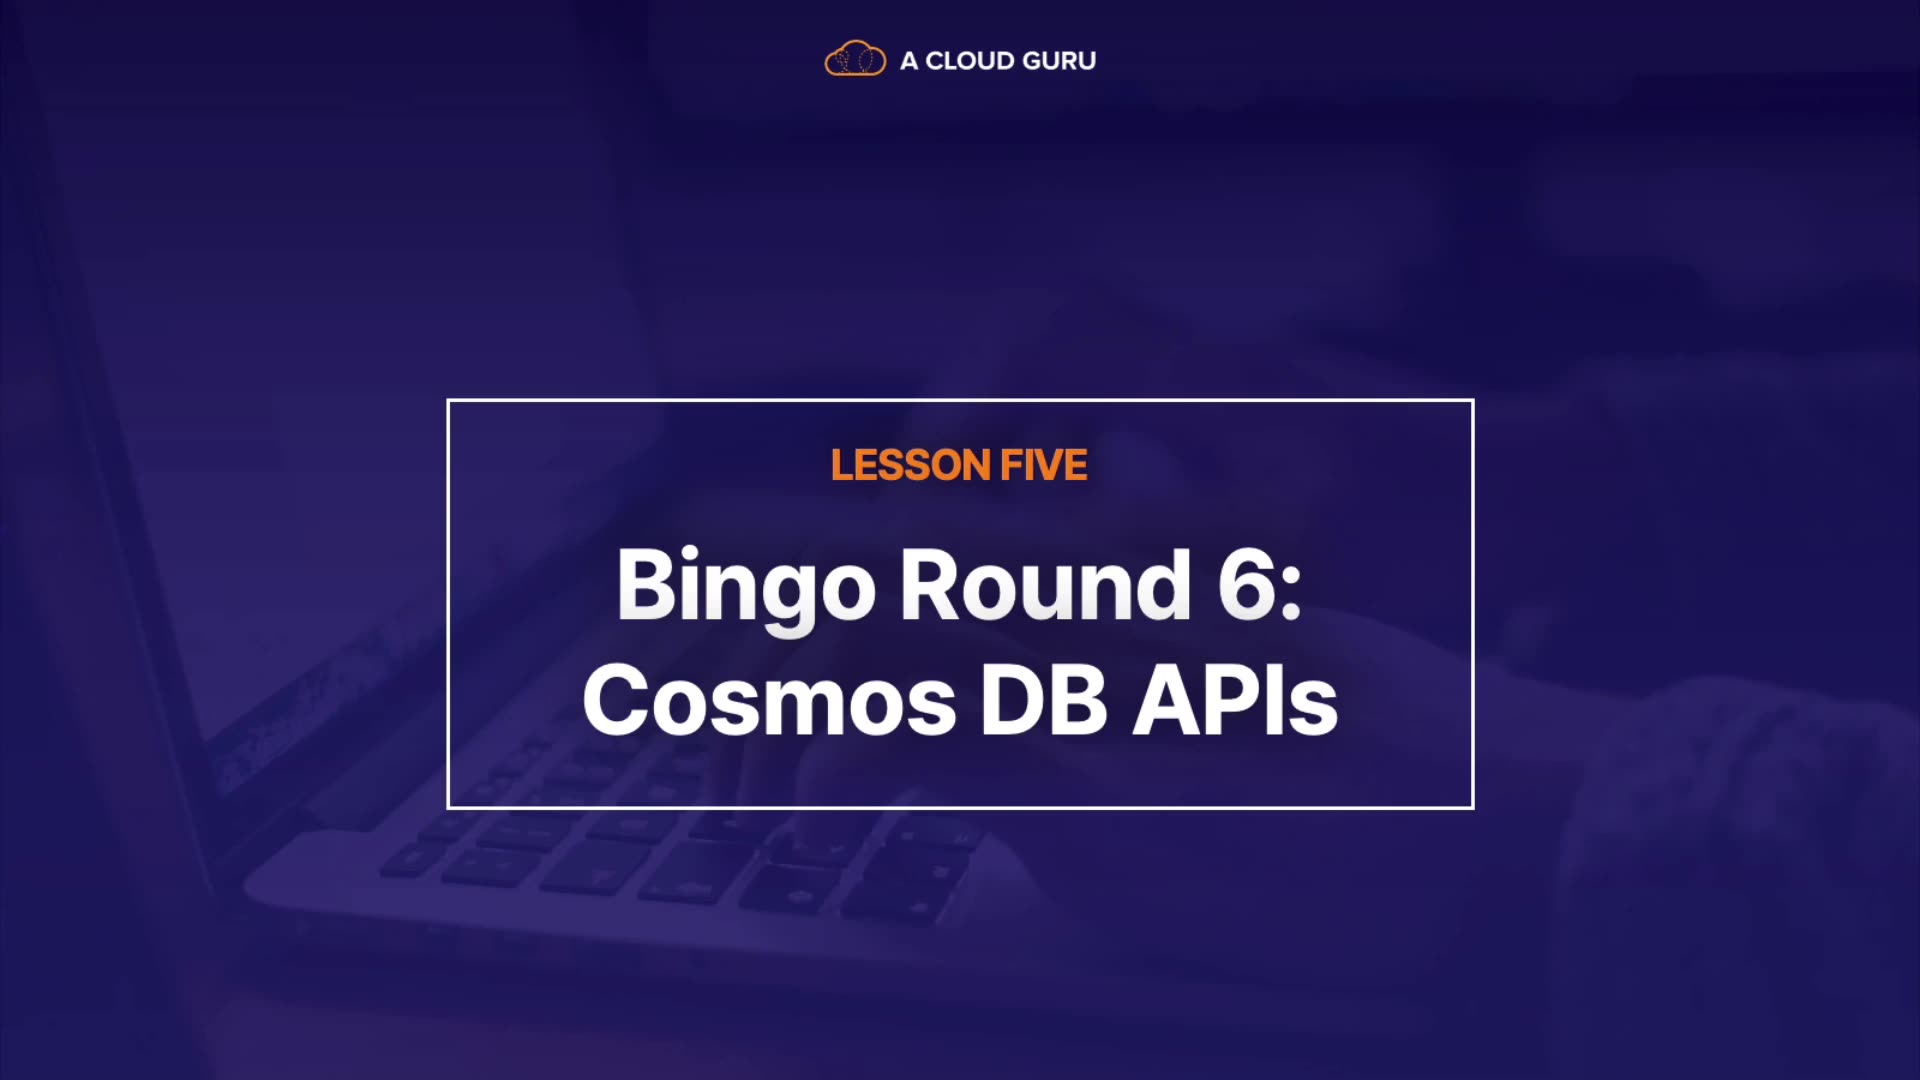 A CLOUD GURU
LESSON FIVE
Bingo Round 6:
Cosmos DB APIs